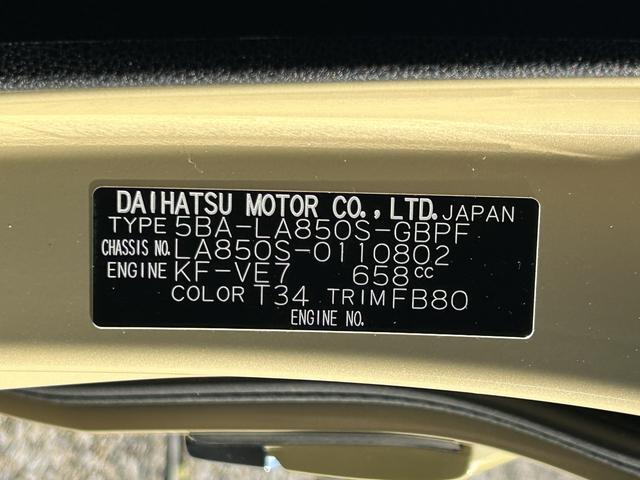 DAIHATSU MOTOR CO., LTD. JAPAN
TYPE 5BA-LA850S-GBPF
CHASSIS NO. LA850S-0110802
ENGINE KF-VE7 658cc
COLOR T34 TRIM FB80
ENGINE NO.